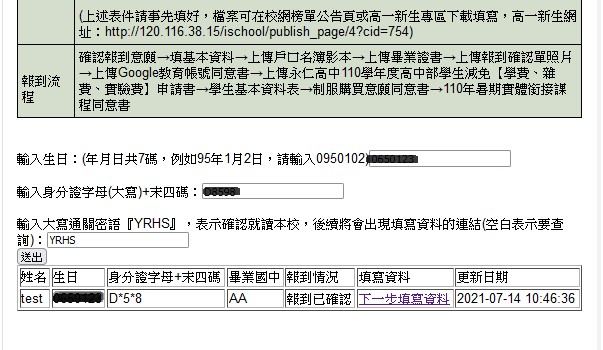 (上述表件請事先填好，檔案可在校網榜單公告頁或高一新生專區下載填寫，高一新生網
址：http://120.116.38.15/ischool/publish_page/4?cid=754)
報到流
程
確認報到意願→填基本資料→上傳戶口名簿影本→上傳畢業證書→上傳報到確認單照片
→上傳Google教育帳號同意書→上傳永仁高中110學年度高中部學生減免【學費、雜
費、實驗費】申請書→學生基本資料表→制服購買意願同意書→110年暑期實體銜接課
程同意書
輸入生日：(年月日共7碼，例如95年1月2日，請輸入0950102)
輸入身分證字母(大寫)+末四碼：
輸入大寫通關密語『YRHS』，表示確認就讀本校，後續將會出現填寫資料的連結(空白表示要查
詢)：YRHS
送出
姓名 生日 身分證字母+末四碼 畢業國中 報到情況 填寫資料 更新日期
test D*5*8 AA 報到已確認 下一步填寫資料 2021-07-14 10:46:36